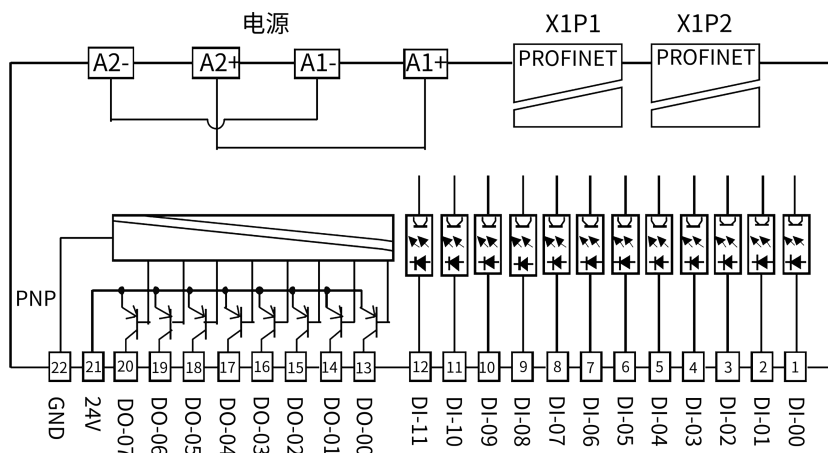 电源 X1P1 X1P2
A2- A2+ A1- A1+ PROFINET PROFINET
PNP
22 21 20 19 18 17 16 15 14 13 12 11 10 9 8 7 6 5 4 3 2 1
GND 24V DO-07 DO-06 DO-05 DO-04 DO-03 DO-02 DO-01 DO-00 DI-11 DI-10 DI-09 DI-08 DI-07 DI-06 DI-05 DI-04 DI-03 DI-02 DI-01 DI-00